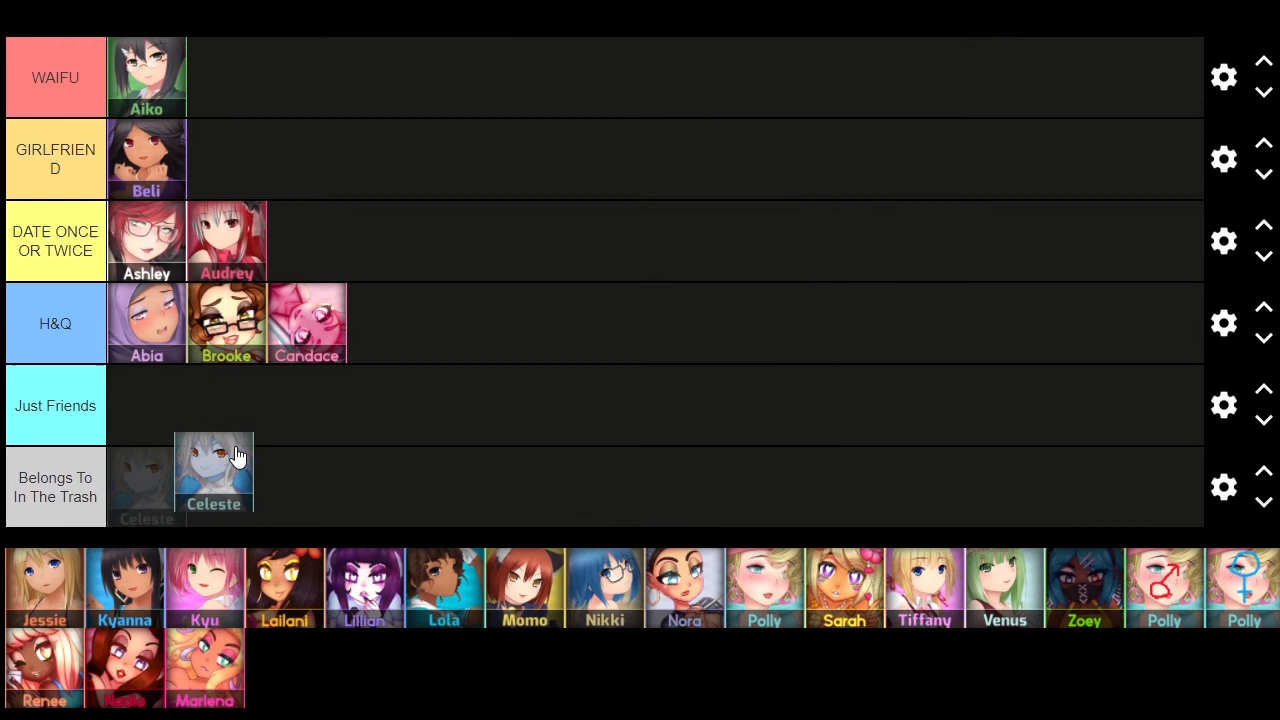 WAIFU
Aiko
GIRLFRIEN
D
Beli
DATE ONCE
OR TWICE
Ashley Audrey
H&Q
Abia Brooke Candace
Just Friends
Belongs To
In The Trash
Celeste
Celeste
Jessie Kyanna Kyu Lailani Lillian Lola Momo Nikki Nora Polly Sarah Tiffany Venus Zoey Polly Polly
Renee Marlena